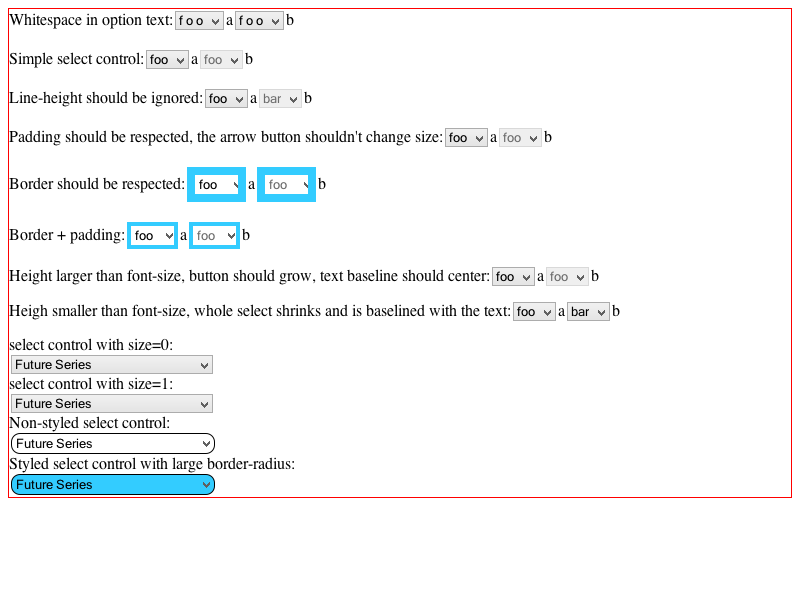 Whitespace in option text: f o o a f o o b
Simple select control: foo a foo b
Line-height should be ignored: foo a bar b
Padding should be respected, the arrow button shouldn't change size: foo a foo b
Border should be respected: foo a foo b
Border + padding: foo a foo b
Height larger than font-size, button should grow, text baseline should center: foo a foo b
Heigh smaller than font-size, whole select shrinks and is baselined with the text: foo a bar b
select control with size=0:
Future Series
select control with size=1:
Future Series
Non-styled select control:
Future Series
Styled select control with large border-radius:
Future Series